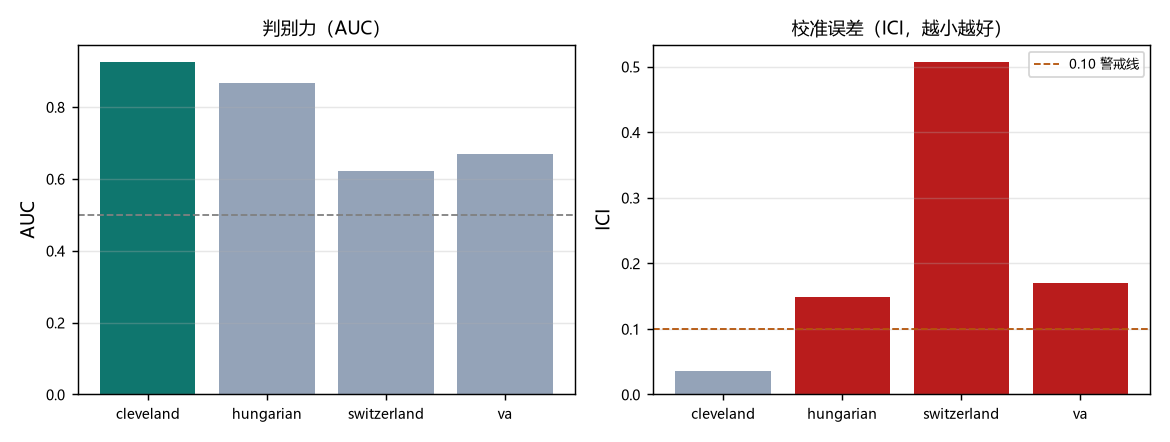 判别力（AUC）
AUC
0.8
0.6
0.4
0.2
0.0
cleveland
hungarian
switzerland
va
校准误差（ICI，越小越好）
0.10 警戒线
ICI
0.5
0.4
0.3
0.2
0.1
0.0
cleveland
hungarian
switzerland
va